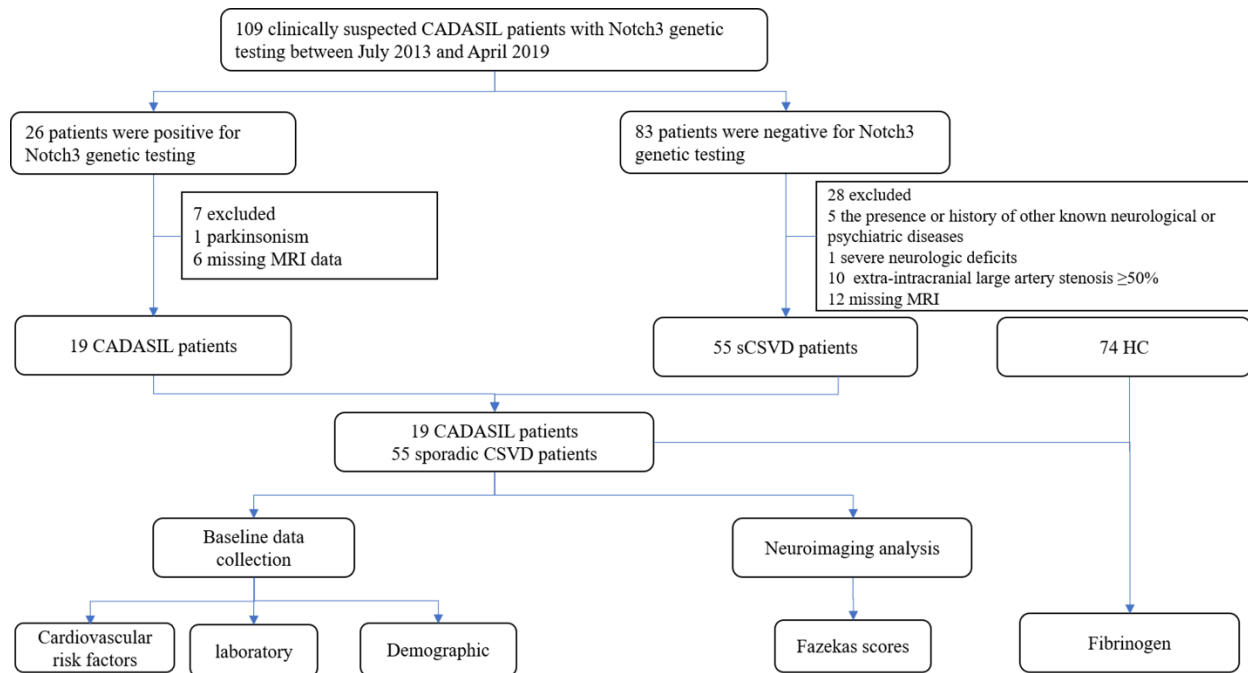 109 clinically suspected CADASIL patients with Notch3 genetic
testing between July 2013 and April 2019
26 patients were positive for
Notch3 genetic testing
83 patients were negative for Notch3
genetic testing
7 excluded
1 parkinsonism
6 missing MRI data
28 excluded
5 the presence or history of other known neurological or
psychiatric diseases
1 severe neurologic deficits
10 extra-intracranial large artery stenosis ≥50%
12 missing MRI
19 CADASIL patients
55 sCSVD patients
74 HC
19 CADASIL patients
55 sporadic CSVD patients
Baseline data
collection
Neuroimaging analysis
Cardiovascular
risk factors
laboratory
Demographic
Fazekas scores
Fibrinogen